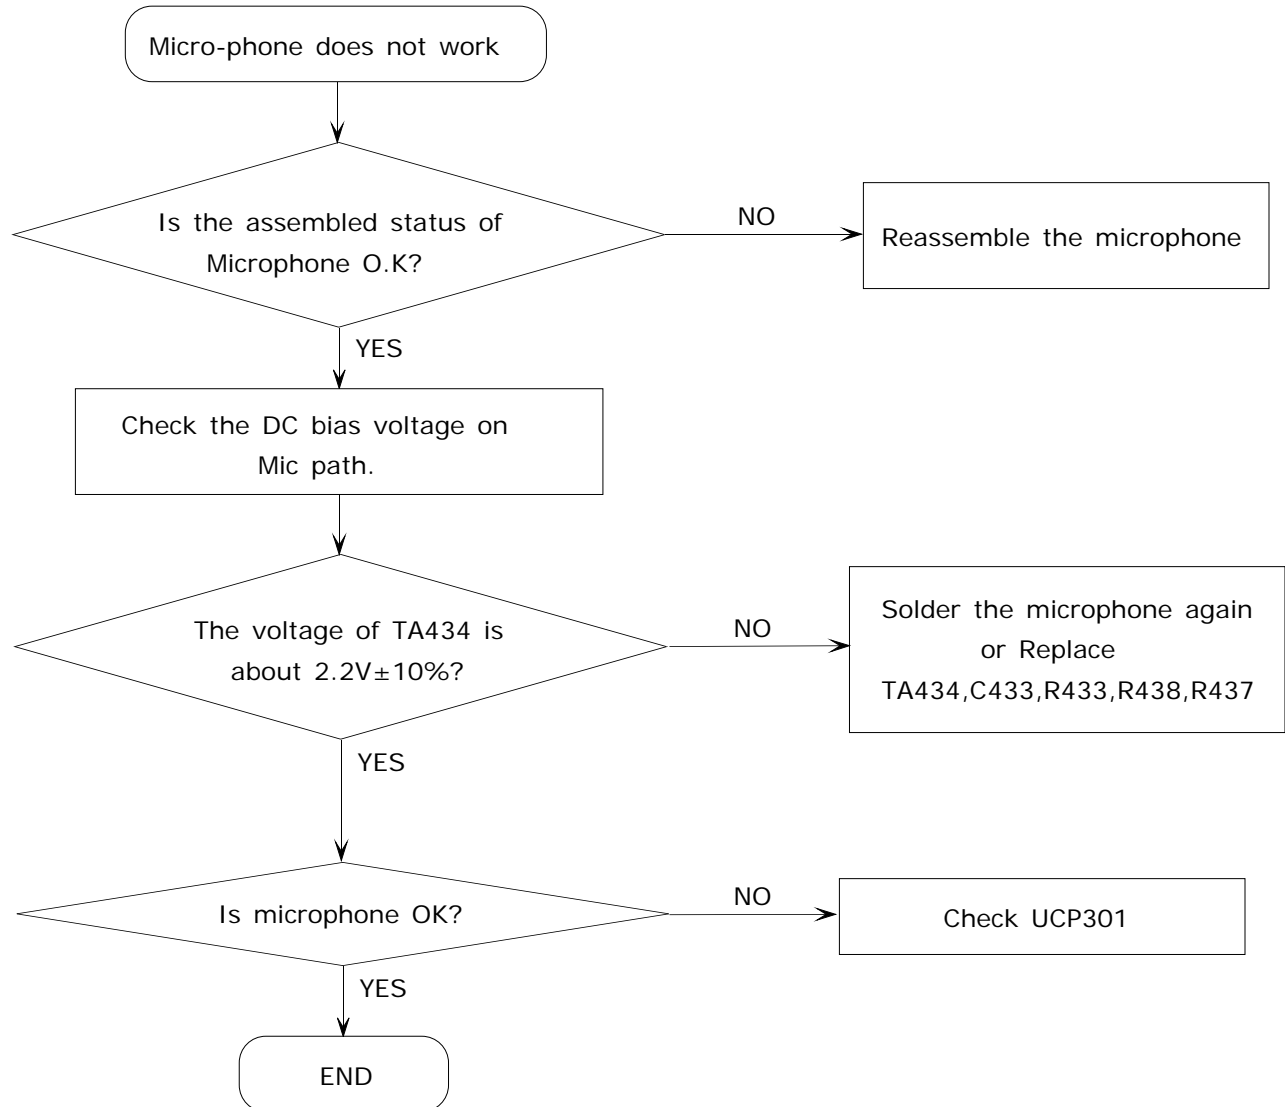 Micro-phone does not work
Is the assembled status of
Microphone O.K?
NO
Reassemble the microphone
YES
Check the DC bias voltage on
Mic path.
The voltage of TA434 is
about 2.2V±10%?
NO
Solder the microphone again
or Replace
TA434,C433,R433,R438,R437
YES
Is microphone OK?
NO
Check UCP301
YES
END